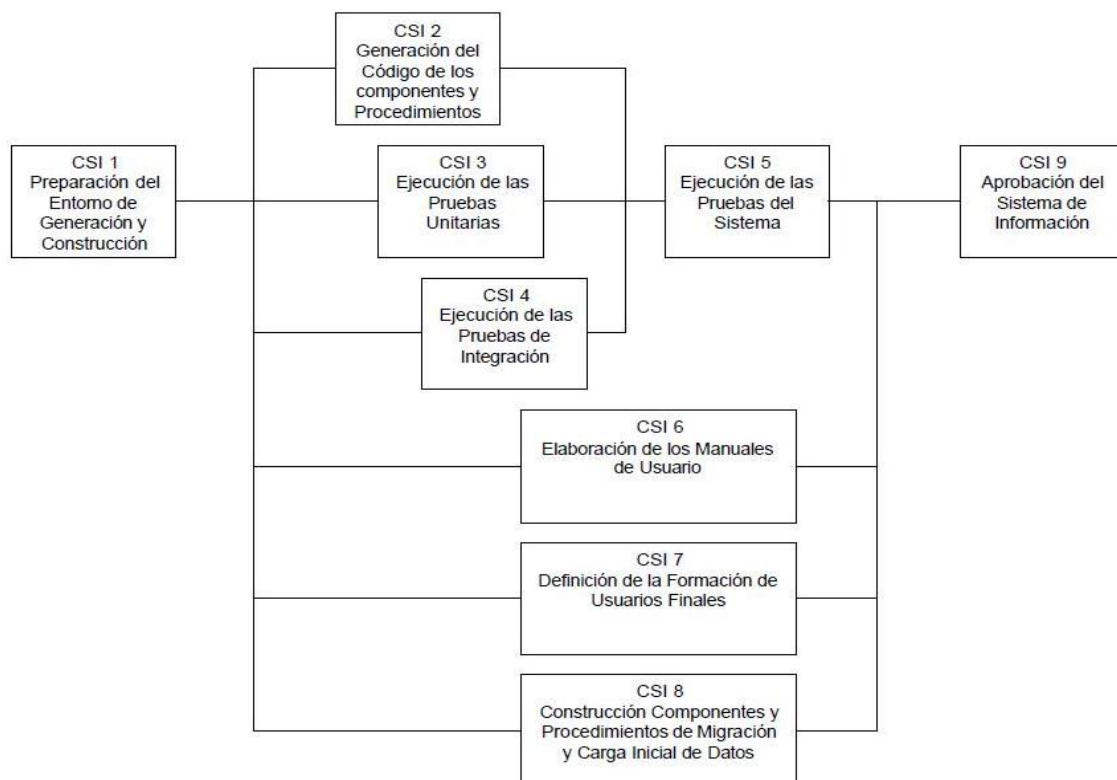 CSI 2
Generación del
Código de los
componentes y
Procedimientos
CSI 1
Preparación del
Entorno de
Generación y
Construcción
CSI 3
Ejecución de las
Pruebas
Unitarias
CSI 5
Ejecución de las
Pruebas del
Sistema
CSI 9
Aprobación del
Sistema de
Información
CSI 4
Ejecución de las
Pruebas de
Integración
CSI 6
Elaboración de los Manuales
de Usuario
CSI 7
Definición de la Formación de
Usuarios Finales
CSI 8
Construcción Componentes y
Procedimientos de Migración
y Carga Inicial de Datos